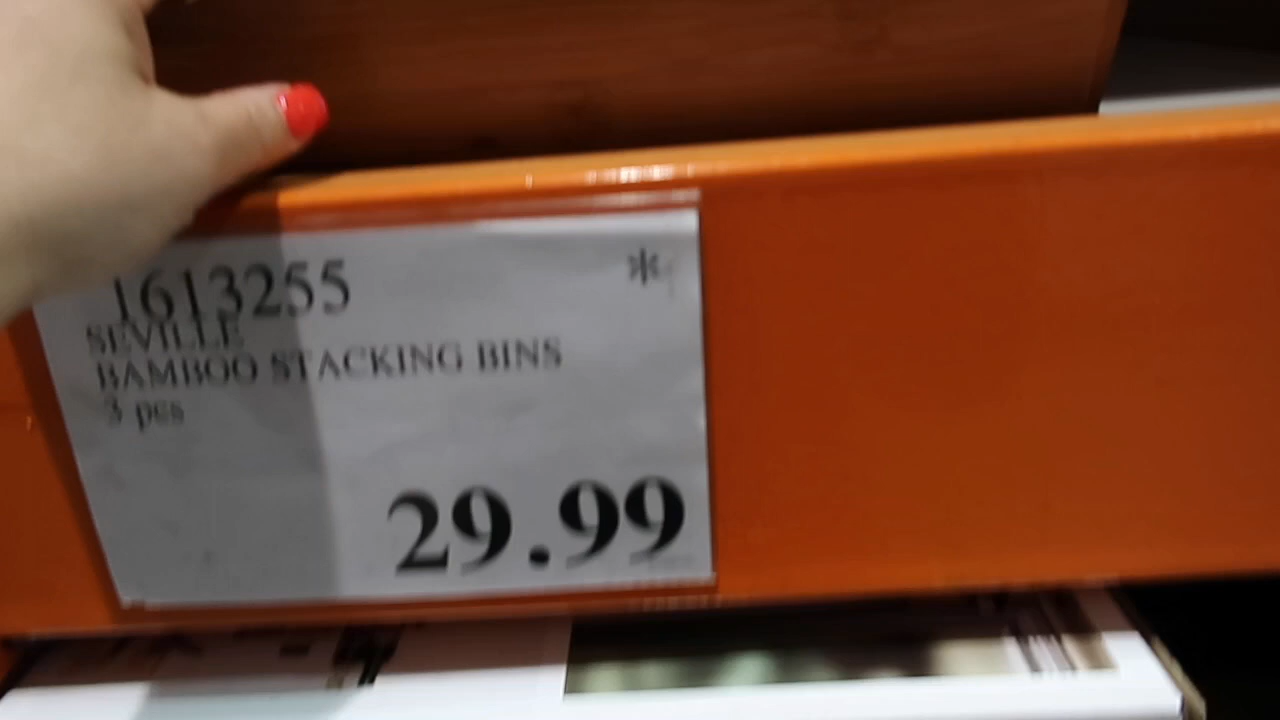 1613255 *
SEVILLE
BAMBOO STACKING BINS
3 pcs
29.99